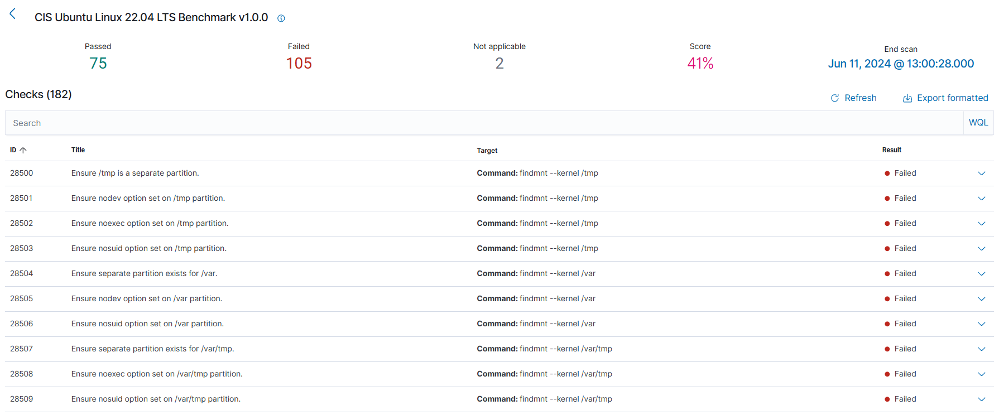 CIS Ubuntu Linux 22.04 LTS Benchmark v1.0.0
Passed Failed Not applicable Score End scan
75 105 2 41% Jun 11, 2024 @ 13:00:28.000
Checks (182) Refresh Export formatted
Search WQL
ID Title Target Result
28500 Ensure /tmp is a separate partition. Command: findmnt --kernel /tmp Failed
28501 Ensure nodev option set on /tmp partition. Command: findmnt --kernel /tmp Failed
28502 Ensure noexec option set on /tmp partition. Command: findmnt --kernel /tmp Failed
28503 Ensure nosuid option set on /tmp partition. Command: findmnt --kernel /tmp Failed
28504 Ensure separate partition exists for /var. Command: findmnt --kernel /var Failed
28505 Ensure nodev option set on /var partition. Command: findmnt --kernel /var Failed
28506 Ensure nosuid option set on /var partition. Command: findmnt --kernel /var Failed
28507 Ensure separate partition exists for /var/tmp. Command: findmnt --kernel /var/tmp Failed
28508 Ensure noexec option set on /var/tmp partition. Command: findmnt --kernel /var/tmp Failed
28509 Ensure nosuid option set on /var/tmp partition. Command: findmnt --kernel /var/tmp Failed